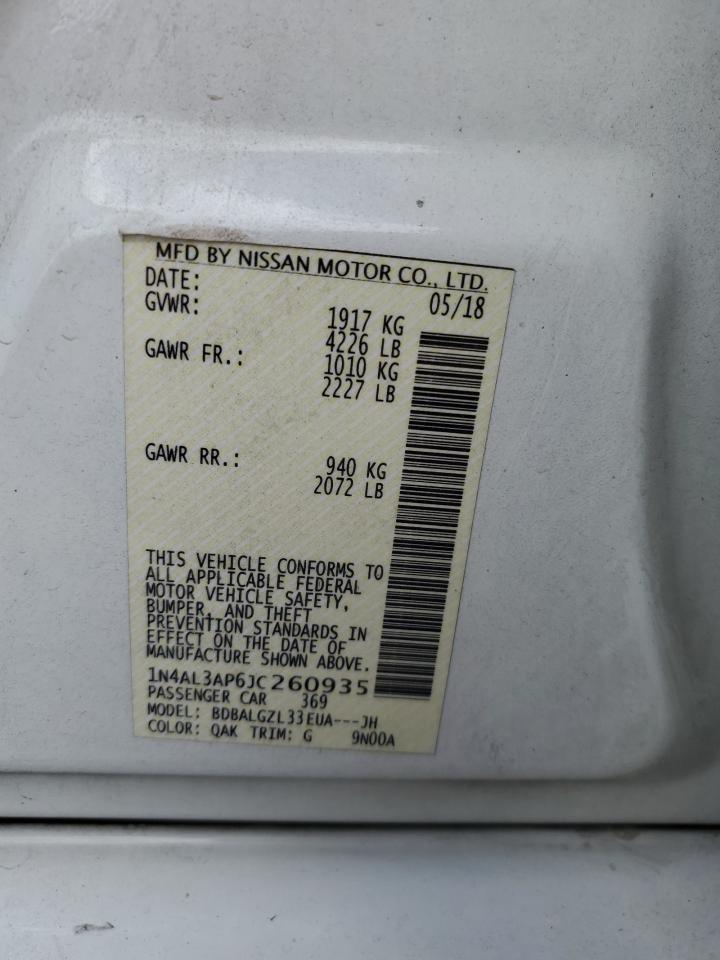 MFD BY NISSAN MOTOR CO., LTD.
DATE: 05/18
GVWR: 1917 KG
4226 LB
GAWR FR.: 1010 KG
2227 LB
GAWR RR.: 940 KG
2072 LB
THIS VEHICLE CONFORMS TO
ALL APPLICABLE FEDERAL
MOTOR VEHICLE SAFETY,
BUMPER, AND THEFT
PREVENTION STANDARDS IN
EFFECT ON THE DATE OF
MANUFACTURE SHOWN ABOVE.
1N4AL3AP6JC260935
PASSENGER CAR 369
MODEL: BDBALGZL33EUA---JH
COLOR: QAK TRIM: G 9N00A